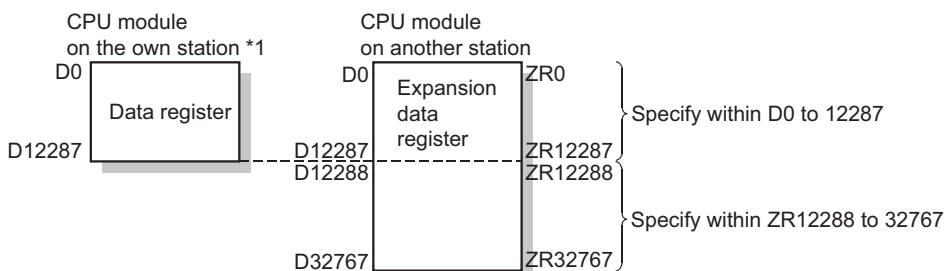 CPU module
on the own station *1
CPU module
on another station
D0
Data register
D12287
D0
Expansion
data
register
ZR0
D12287
ZR12287
D12288
ZR12288
D32767
ZR32767
Specify within D0 to 12287
Specify within ZR12288 to 32767